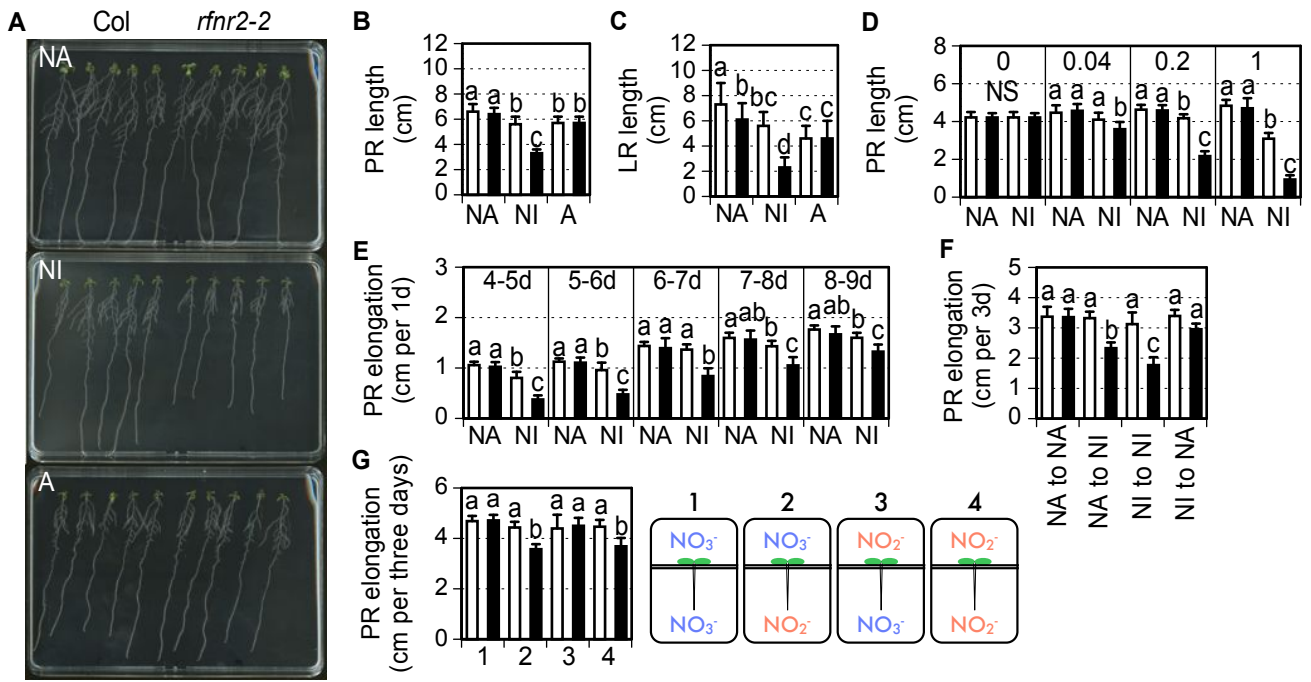 A
Col rfnr2-2
NA
NI
A
B
PR length
(cm)
12
10
8
6
4
2
0
a a b c b b
NA NI A
C
LR length
(cm)
12
10
8
6
4
2
0
a b bc d c c
NA NI A
D
PR length
(cm)
8
6
4
2
0
0 0.04 0.2 1
NS
a a a b a a b c a a b c
NA NI NA NI NA NI NA NI
E
PR elongation
(cm per 1d)
3
2
1
0
4-5d 5-6d 6-7d 7-8d 8-9d
a a b c a a b c a a a b a ab b c a ab b c
NA NI NA NI NA NI NA NI NA NI
F
PR elongation
(cm per 3d)
5
4
3
2
1
0
a a a b a c a a
NA to NA
NA to NI
NI to NI
NI to NA
G
PR elongation
(cm per three days)
6
4
2
0
a a a b a a a b
1 2 3 4
1 2 3 4
NO₃⁻ NO₃⁻ NO₂⁻ NO₂⁻
NO₃⁻ NO₂⁻ NO₃⁻ NO₂⁻